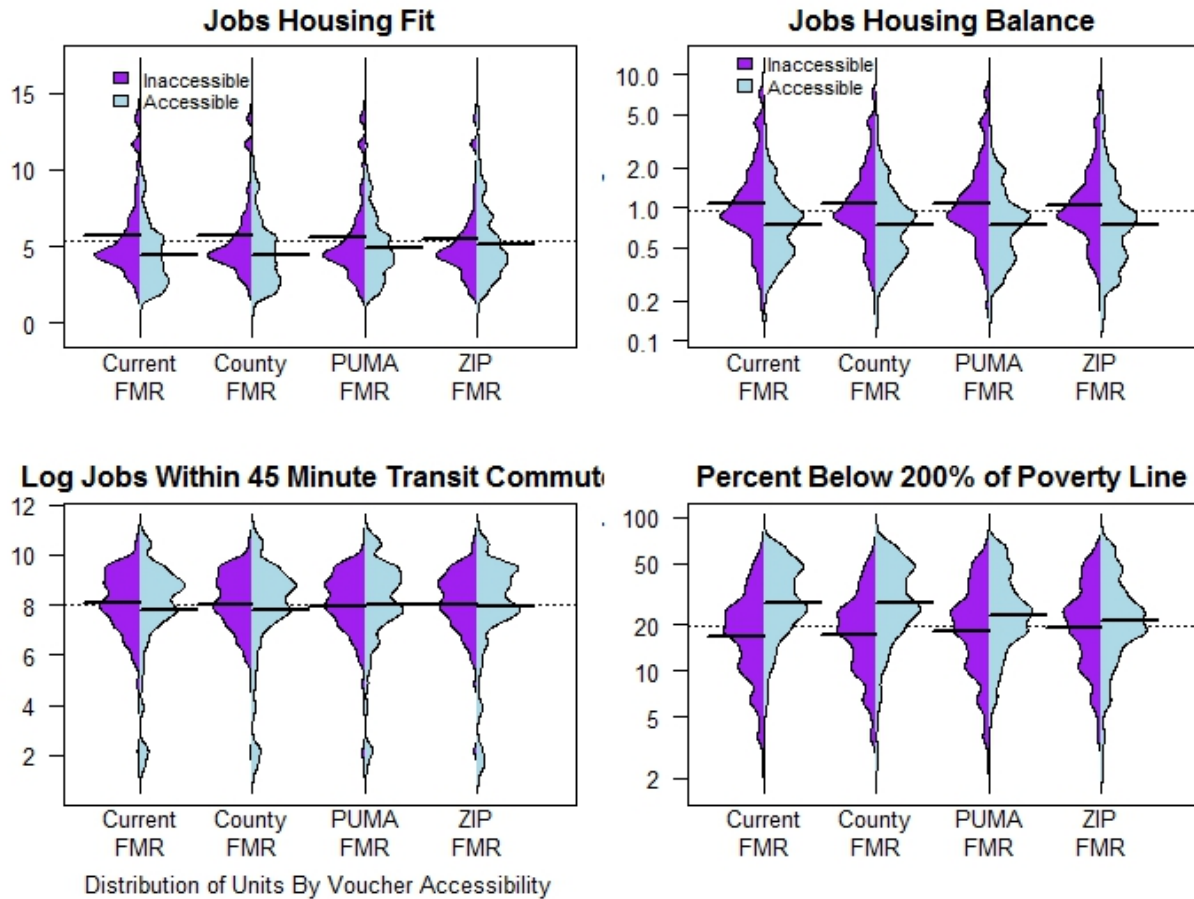 Jobs Housing Fit
Inaccessible
Accessible
15
10
5
0
Current County PUMA ZIP
FMR FMR FMR FMR
Jobs Housing Balance
Inaccessible
Accessible
10.0
5.0
2.0
1.0
0.5
0.2
0.1
Current County PUMA ZIP
FMR FMR FMR FMR
Log Jobs Within 45 Minute Transit Commut
12
10
8
6
4
2
Current County PUMA ZIP
FMR FMR FMR FMR
Distribution of Units By Voucher Accessibility
Percent Below 200% of Poverty Line
100
50
20
10
5
2
Current County PUMA ZIP
FMR FMR FMR FMR